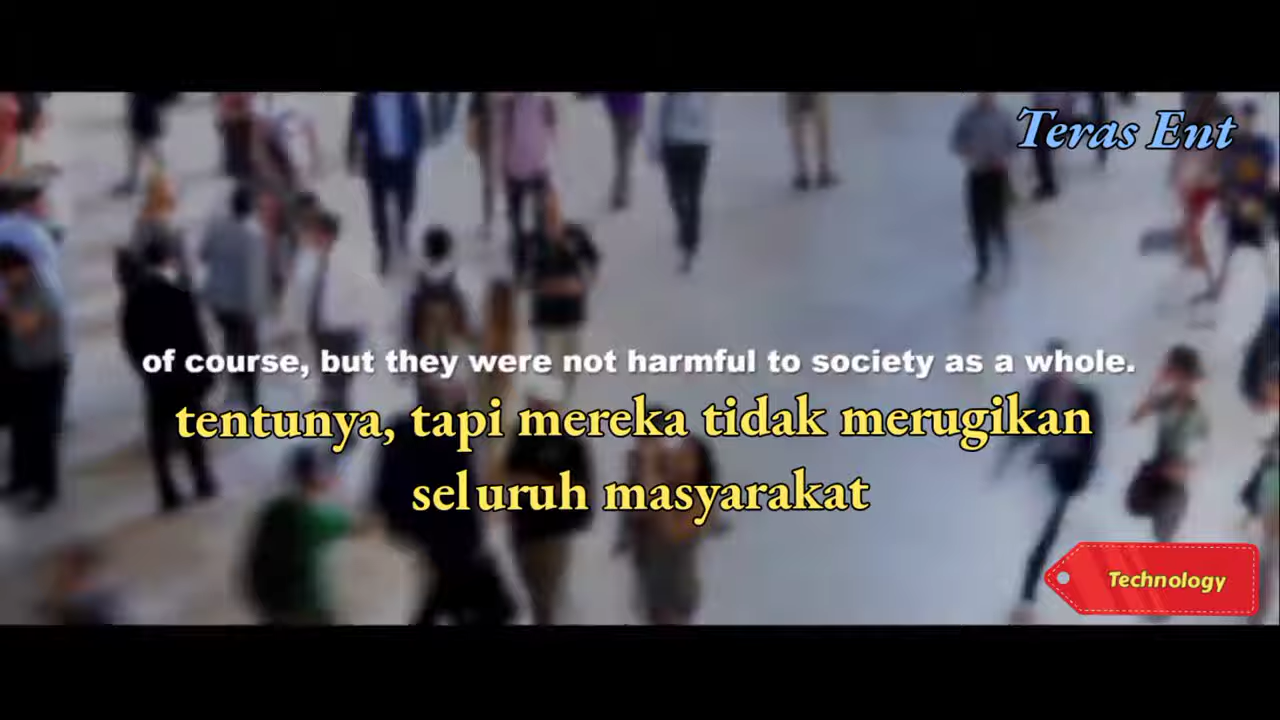 Teras Ent
of course, but they were not harmful to society as a whole.
tentunya, tapi mereka tidak merugikan
seluruh masyarakat
Technology